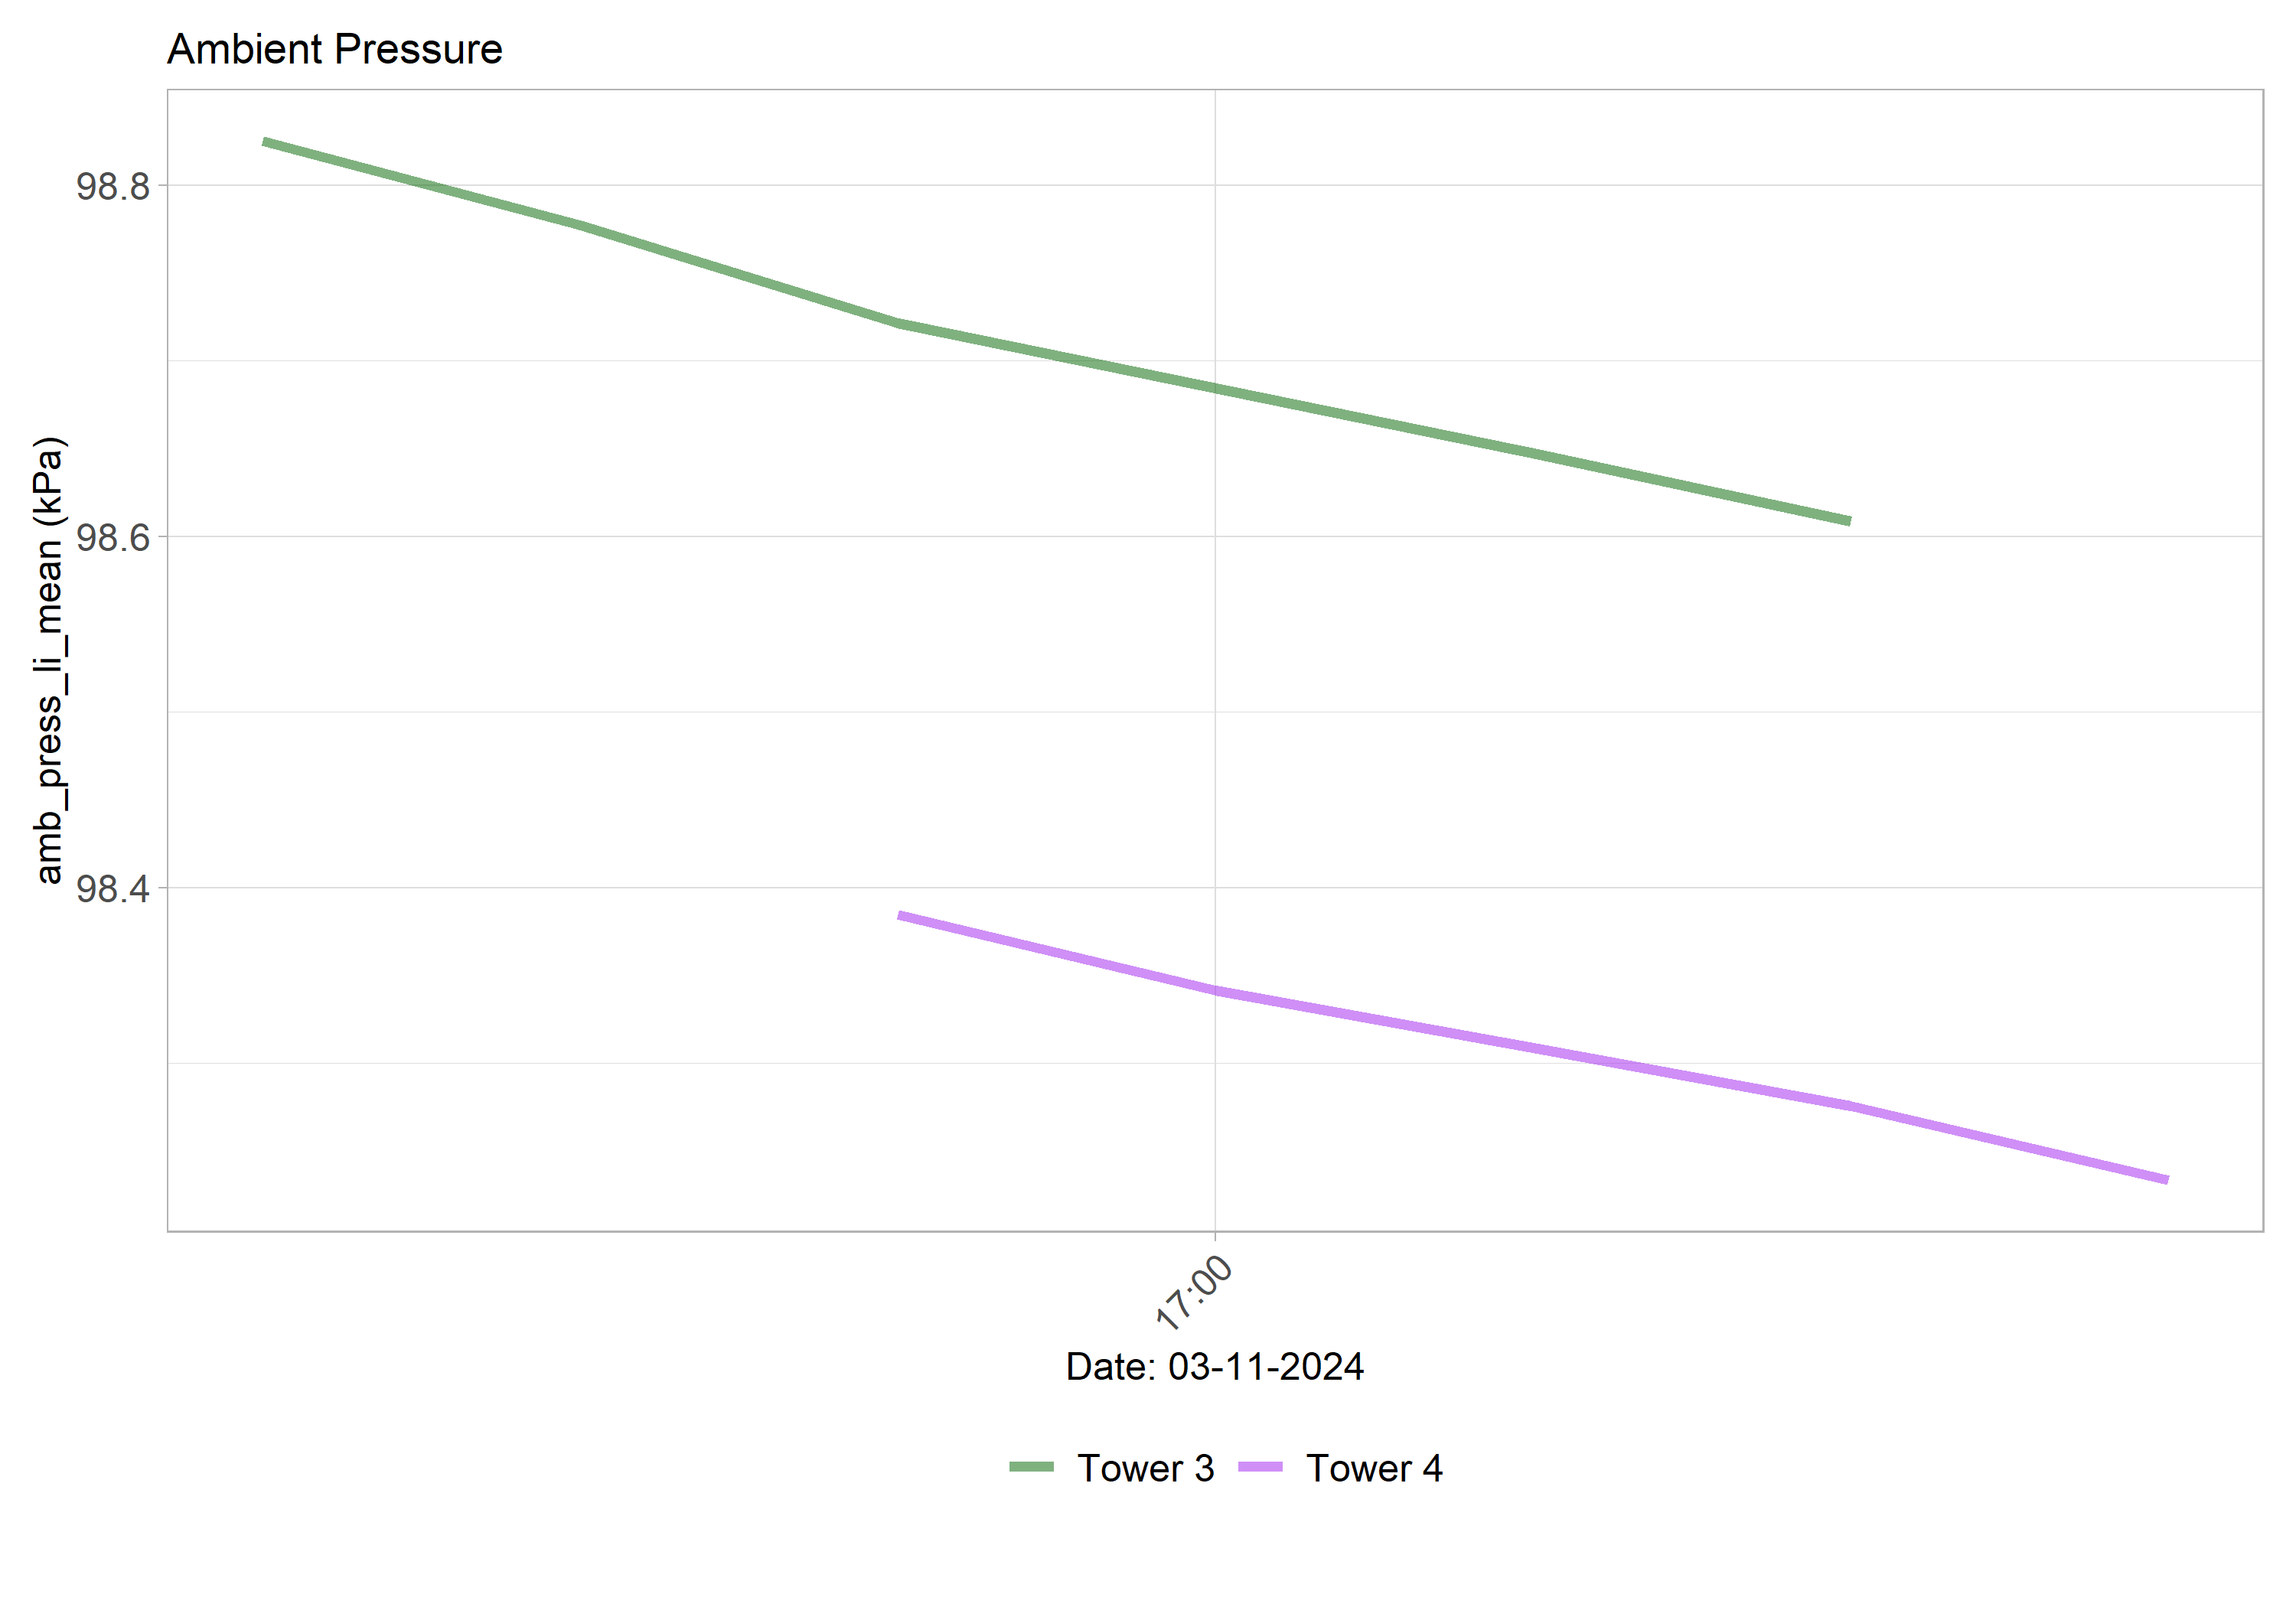 Ambient Pressure
amb_press_li_mean (kPa)
98.8
98.6
98.4
17:00
Date: 03-11-2024
Tower 3 Tower 4